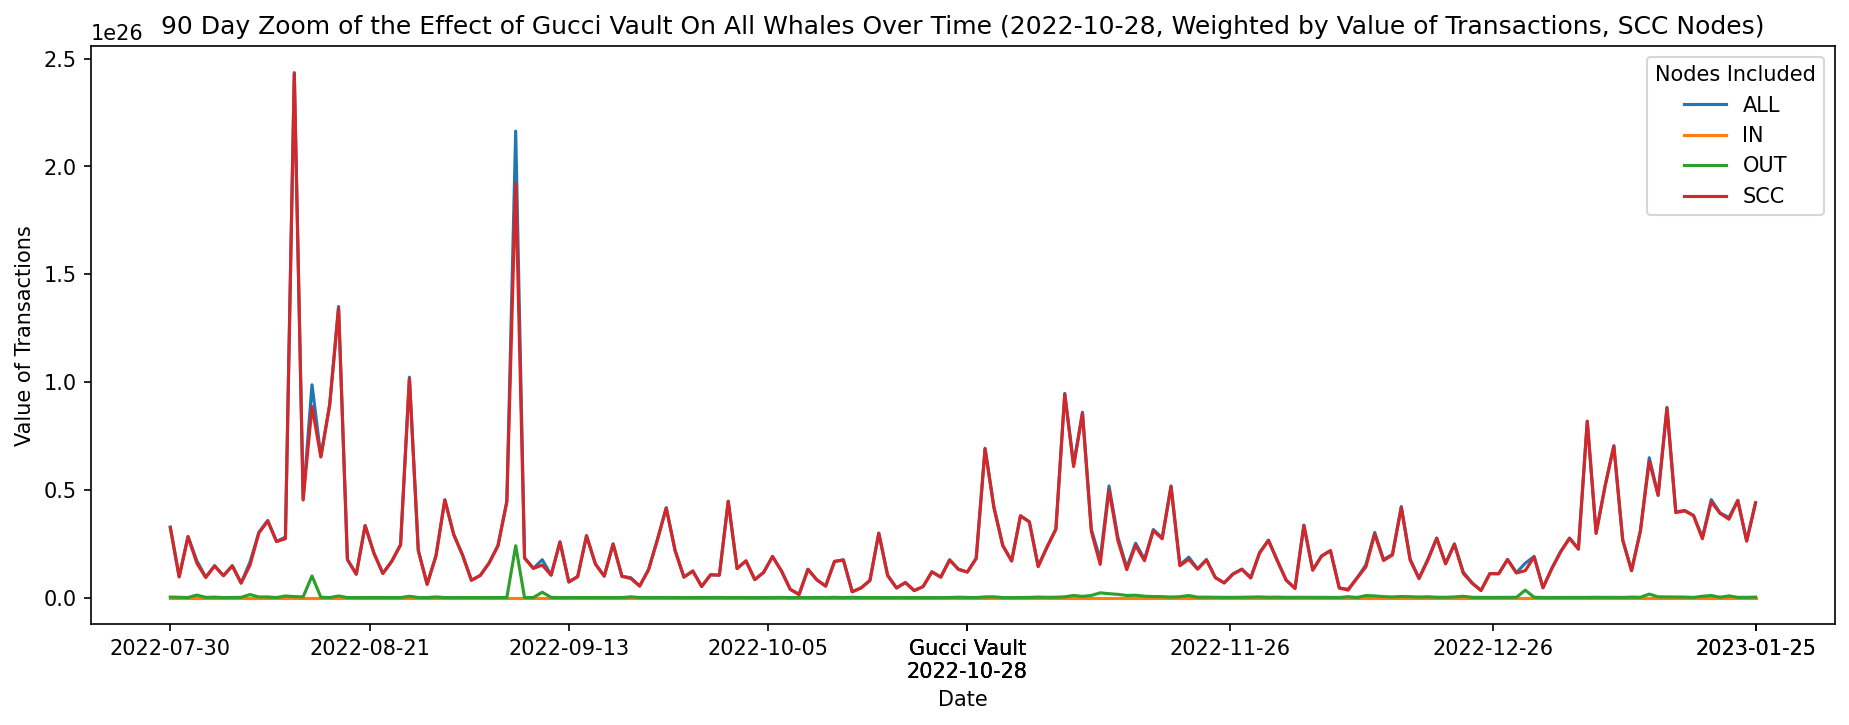 90 Day Zoom of the Effect of Gucci Vault On All Whales Over Time (2022-10-28, Weighted by Value of Transactions, SCC Nodes)
1e26
2.5
2.0
1.5
1.0
0.5
0.0
Value of Transactions
Nodes Included
ALL
IN
OUT
SCC
2022-07-30
2022-08-21
2022-09-13
2022-10-05
Gucci Vault
2022-10-28
2022-11-26
2022-12-26
2023-01-25
Date